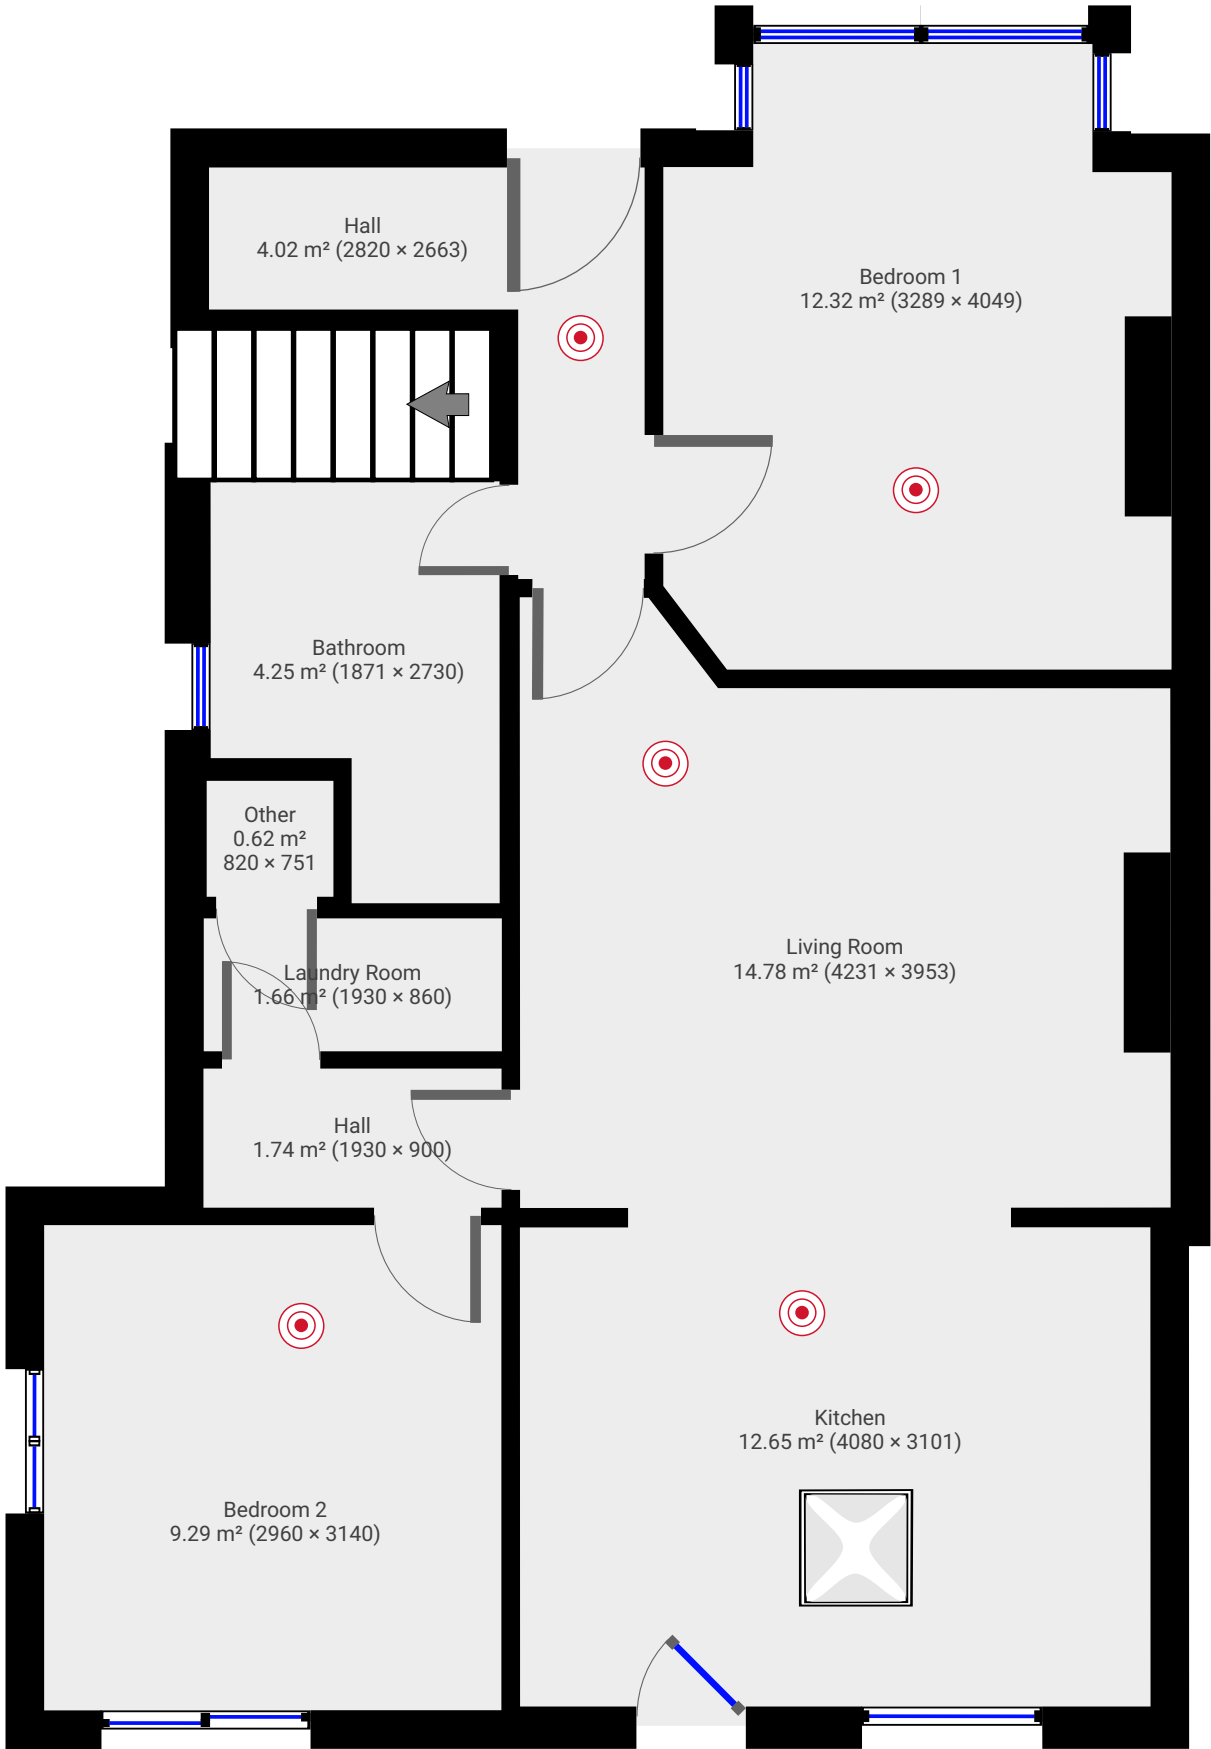 Hall
4.02 m² (2820 × 2663)
Bedroom 1
12.32 m² (3289 × 4049)
Bathroom
4.25 m² (1871 × 2730)
Other
0.62 m²
820 × 751
Living Room
14.78 m² (4231 × 3953)
Laundry Room
1.66 m² (1930 × 860)
Hall
1.74 m² (1930 × 900)
Kitchen
12.65 m² (4080 × 3101)
Bedroom 2
9.29 m² (2960 × 3140)